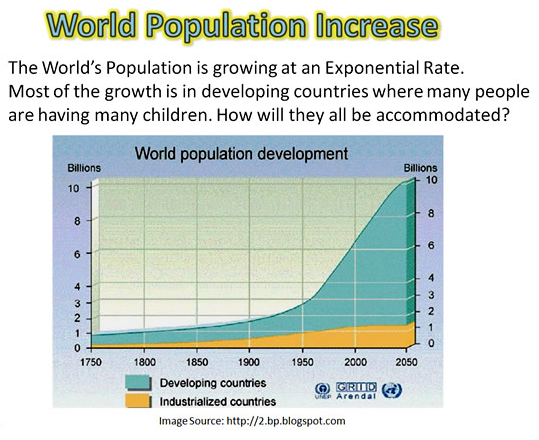 World Population Increase
The World's Population is growing at an Exponential Rate.
Most of the growth is in developing countries where many people
are having many children. How will they all be accommodated?
World population development
Billions
Billions
10
8
6
4
3
2
1
0
10
8
6
4
3
2
1
0
1750
1800
1850
1900
1950
2000
2050
Developing countries
Industrialized countries
UNEP
GRID
Arendal
Image Source: http://2.bp.blogspot.com